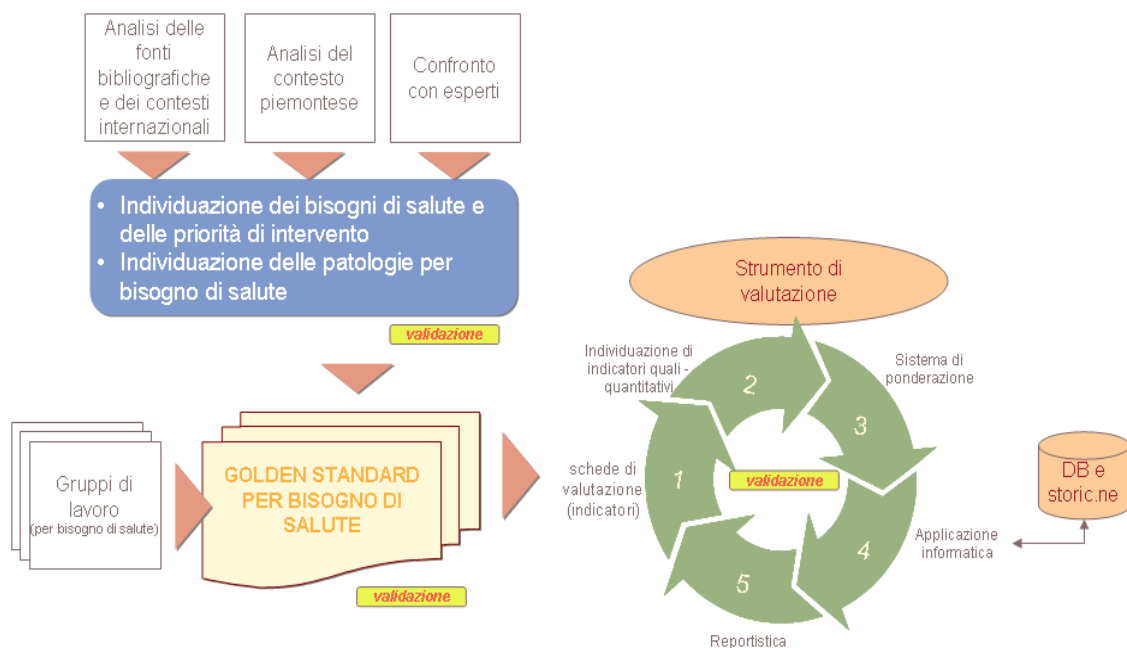 Analisi delle
fonti
bibliografiche
e dei contesti
internazionali
Analisi del
contesto
piemontese
Confronto
con esperti
• Individuazione dei bisogni di salute e
delle priorità di intervento
• Individuazione delle patologie per
bisogno di salute
validazione
Gruppi di
lavoro
(per bisogno di salute)
GOLDEN STANDARD
PER BISOGNO DI
SALUTE
validazione
Strumento di
valutazione
Individuazione di
indicatori quali -
quantitativi
2
Sistema di
ponderazione
3
schede di
valutazione
(indicatori)
1
validazione
DB e
storic.ne
Applicazione
informatica
4
5
Reportistica